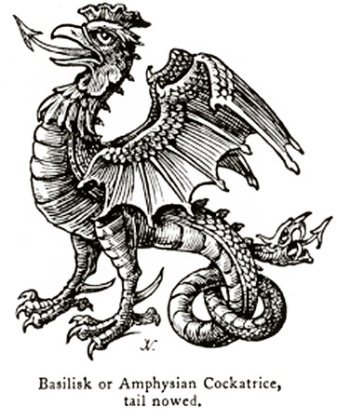 Basilisk or Amphysian Cockatrice,
tail nowed.